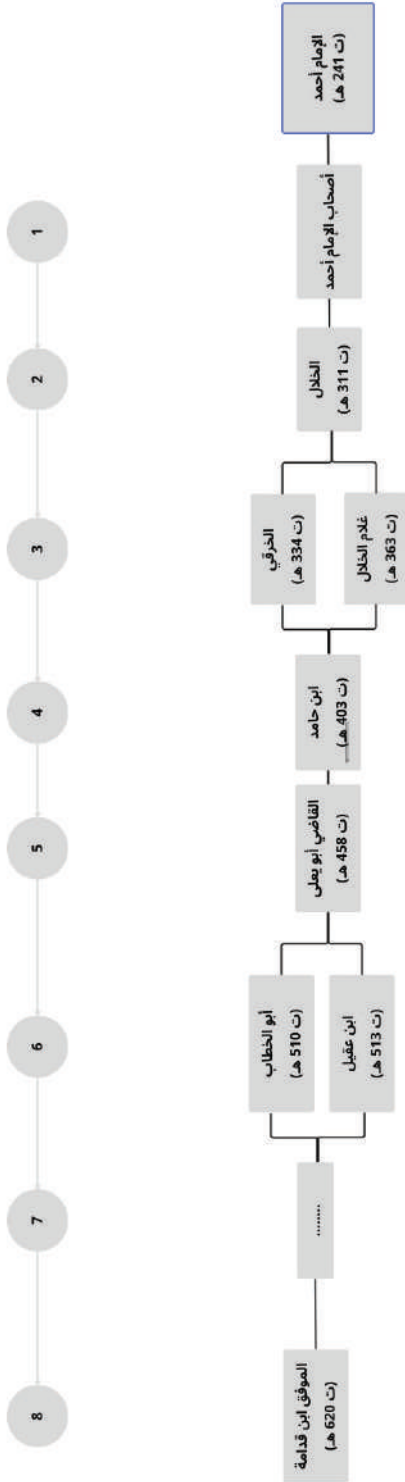 الإمام أحمد
(ت 241 هـ)
1
أصحاب الإمام أحمد
2
الخلال
(ت 311 هـ)
3
الخرقي
(ت 334 هـ)
غلام الخلال
(ت 363 هـ)
4
ابن حامد
(ت 403 هـ)
5
القاضي أبو يعلى
(ت 458 هـ)
6
أبو الخطاب
(ت 510 هـ)
ابن عقيل
(ت 513 هـ)
7
........
8
الموفق ابن قدامة
(ت 620 هـ)